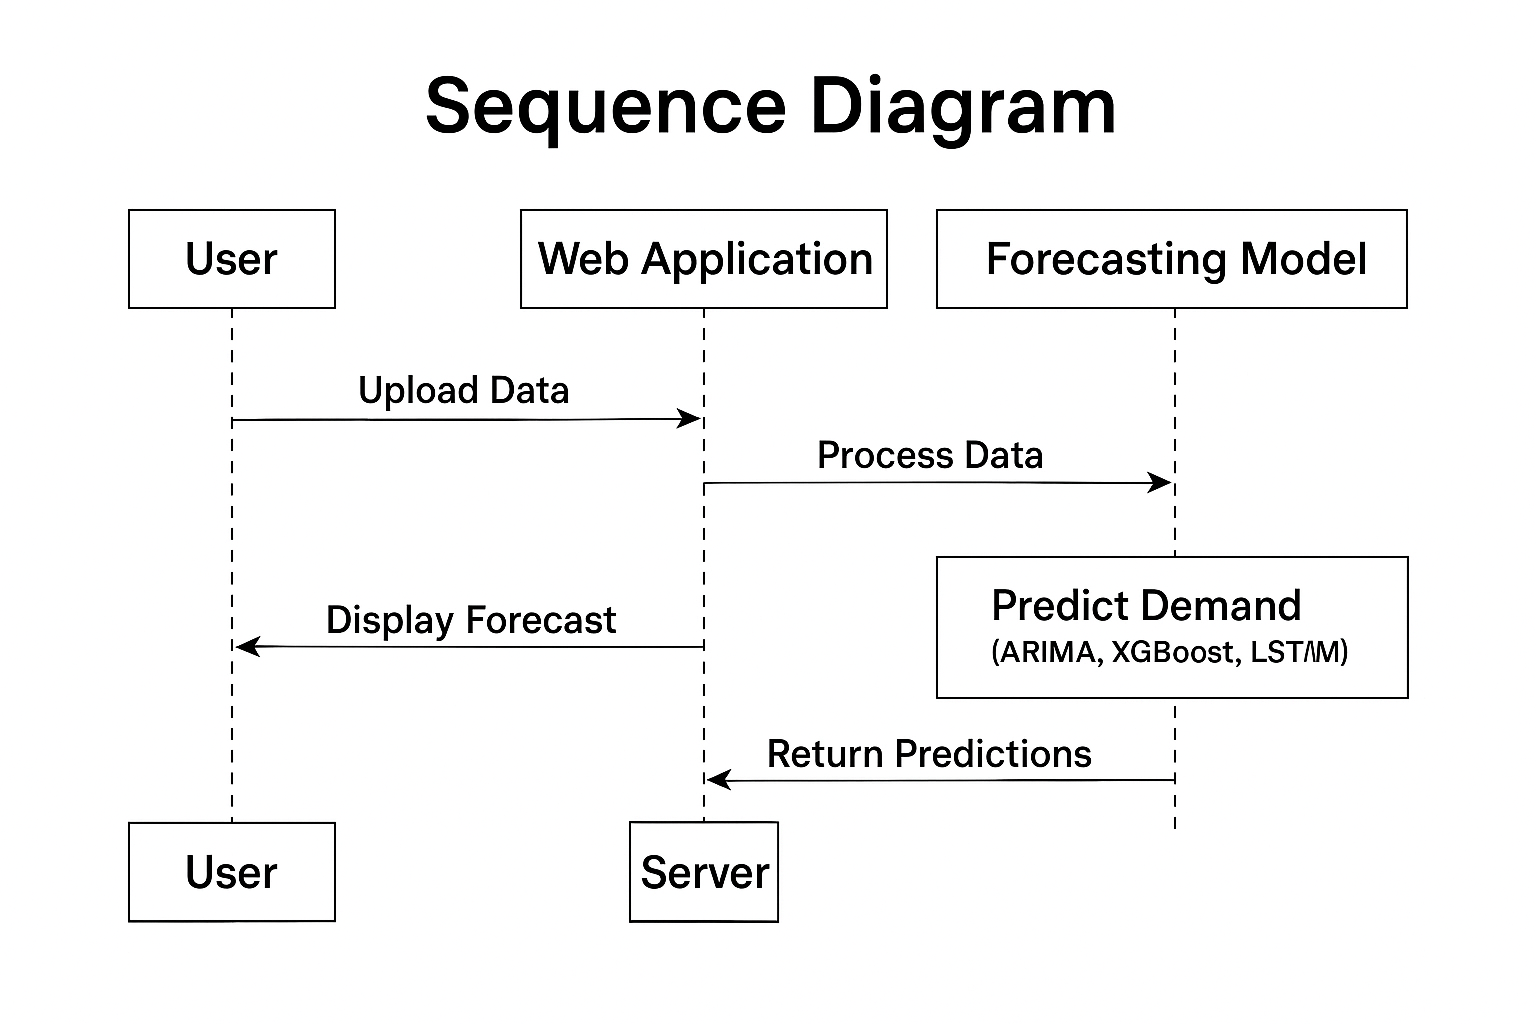 Sequence Diagram
User
Web Application
Forecasting Model
Upload Data
Process Data
Predict Demand
(ARIMA, XGBoost, LST/IM)
Display Forecast
Return Predictions
User
Server